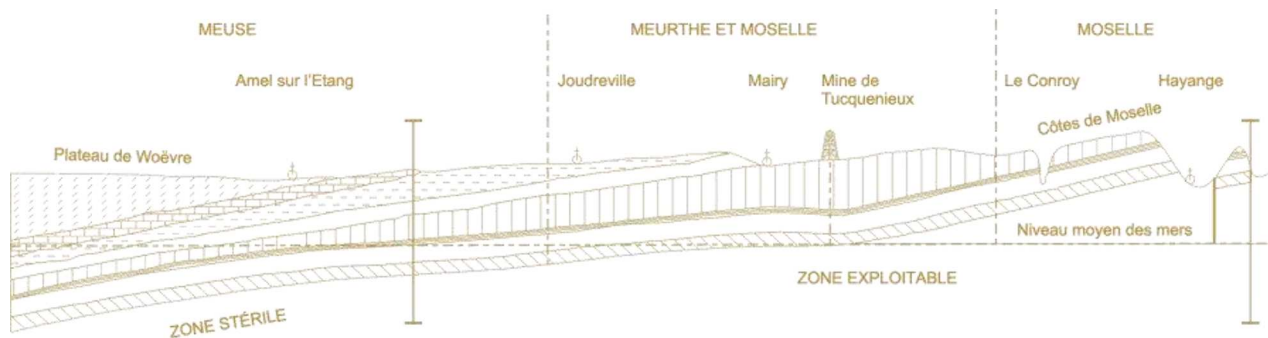 MEUSE
MEURTHE ET MOSELLE
MOSELLE
Amel sur l'Etang
Joudreville
Mairy
Mine de
Tucquenieux
Le Conroy
Hayange
Côtes de Moselle
Plateau de Woëvre
Niveau moyen des mers
ZONE EXPLOITABLE
ZONE STÉRILE